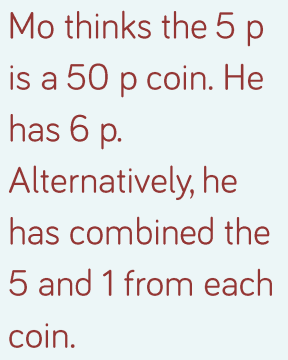 Mo thinks the 5 p
is a 50 p coin. He
has 6 p.
Alternatively, he
has combined the
5 and 1 from each
coin.